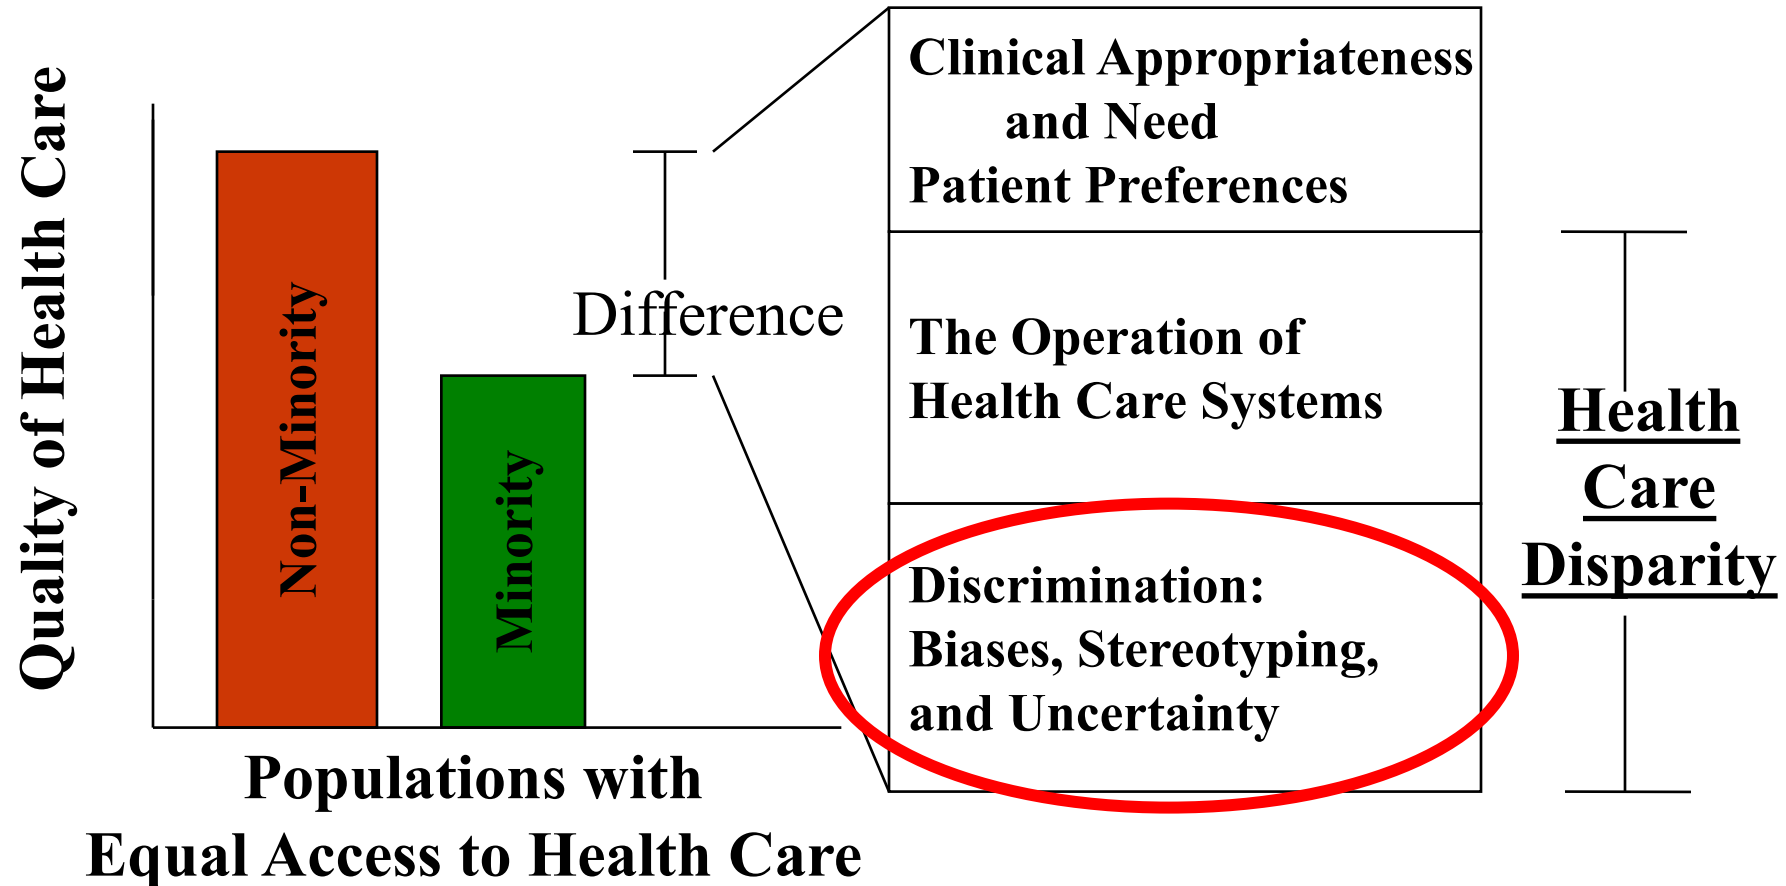 Quality of Health Care
Non-Minority
Minority
Difference
Populations with
Equal Access to Health Care
Clinical Appropriateness
and Need
Patient Preferences
The Operation of
Health Care Systems
Discrimination:
Biases, Stereotyping,
and Uncertainty
Health
Care
Disparity